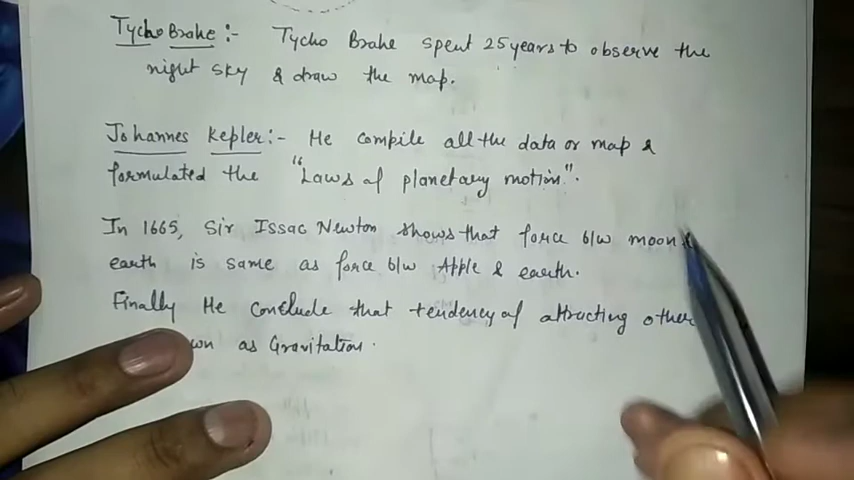 Tycho Brahe :- Tycho Brahe spent 25 years to observe the
night sky & draw the map.
Johannes Kepler :- He compile all the data or map &
formulated the "Laws of planetary motion".
In 1665, Sir Issac Newton shows that force b/w moon &
earth is same as force b/w Apple & earth.
Finally He conclude that tendency of attracting other
as Gravitation.